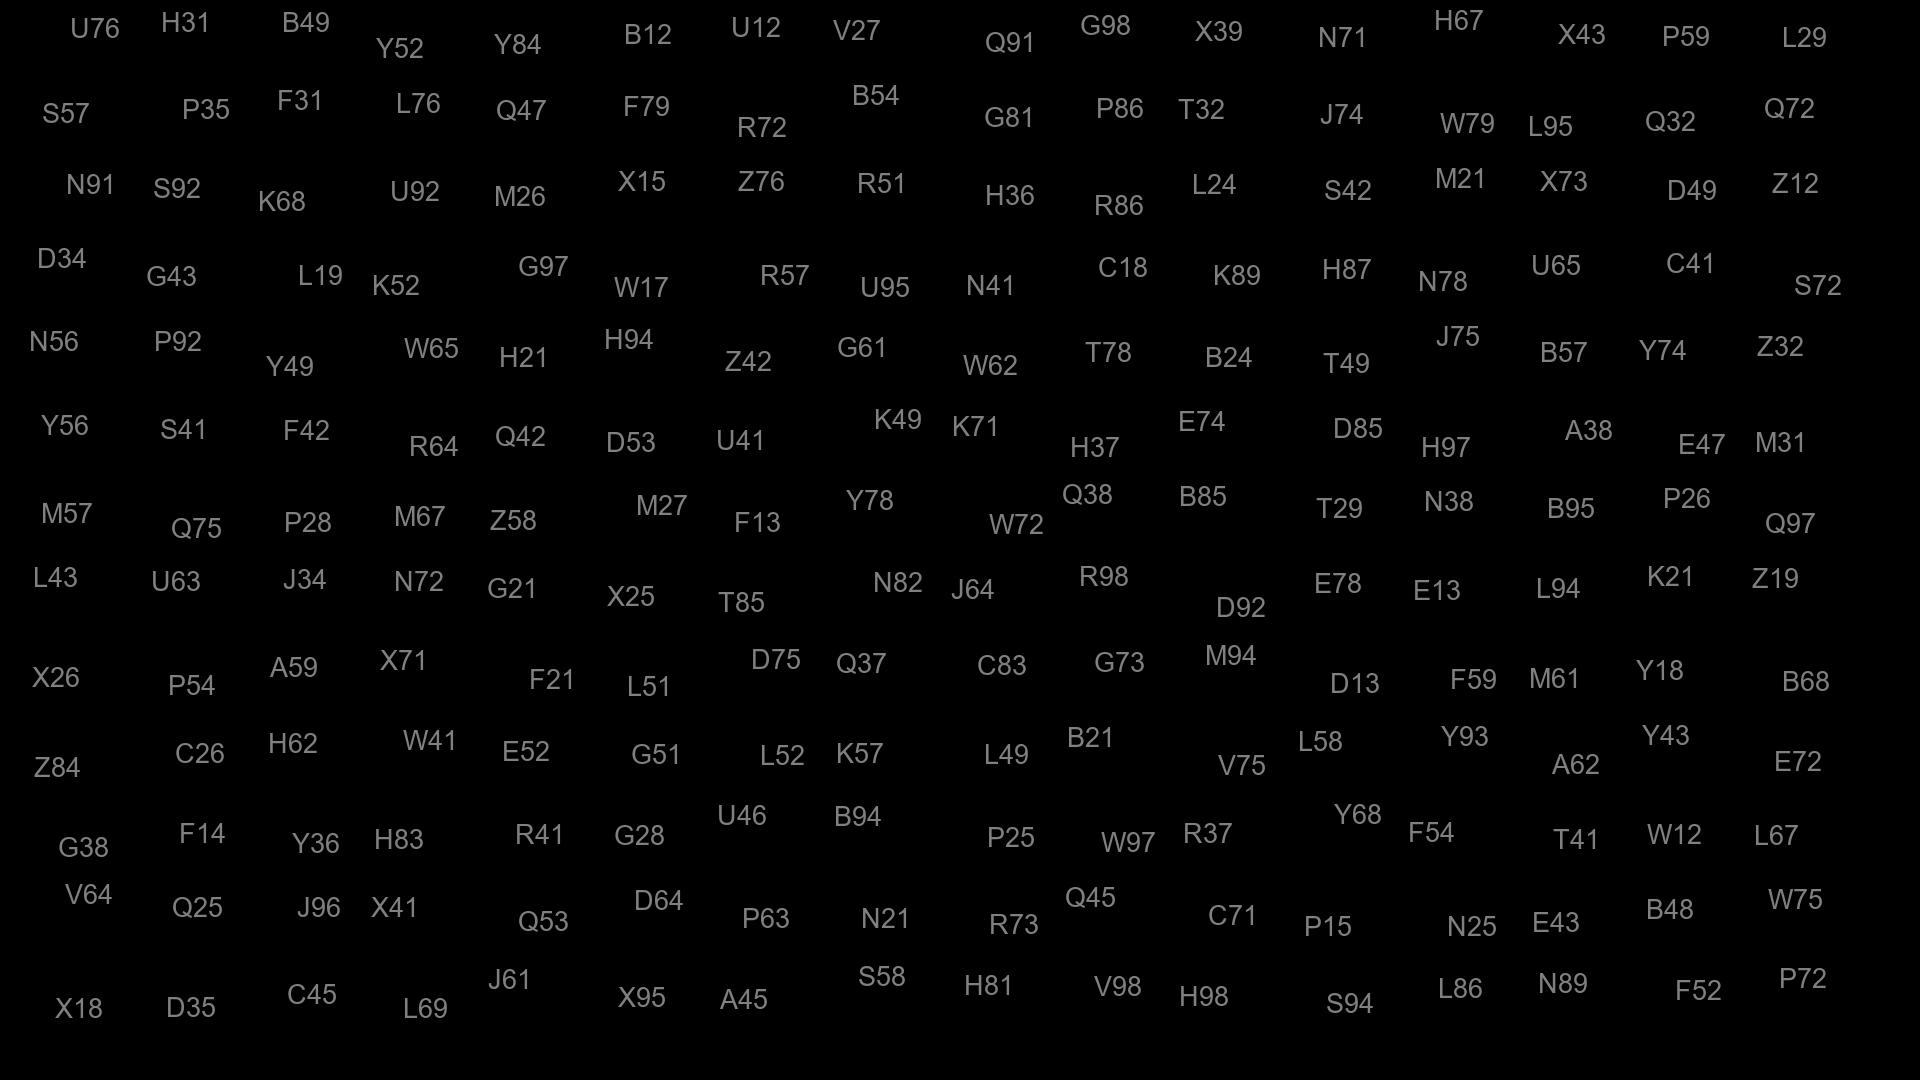 U76 H31 B49 Y52 Y84 B12 U12 V27 Q91 G98 X39 N71 H67 X43 P59 L29
S57 P35 F31 L76 Q47 F79 R72 B54 G81 P86 T32 J74 W79 L95 Q32 Q72
N91 S92 K68 U92 M26 X15 Z76 R51 H36 R86 L24 S42 M21 X73 D49 Z12
D34 G43 L19 K52 G97 W17 R57 U95 N41 C18 K89 H87 N78 U65 C41 S72
N56 P92 Y49 W65 H21 H94 Z42 G61 W62 T78 B24 T49 J75 B57 Y74 Z32
Y56 S41 F42 R64 Q42 D53 U41 K49 K71 H37 E74 D85 H97 A38 E47 M31
M57 Q75 P28 M67 Z58 M27 F13 Y78 W72 Q38 B85 T29 N38 B95 P26 Q97
L43 U63 J34 N72 G21 X25 T85 N82 J64 R98 D92 E78 E13 L94 K21 Z19
X26 P54 A59 X71 F21 L51 D75 Q37 C83 G73 M94 D13 F59 M61 Y18 B68
Z84 C26 H62 W41 E52 G51 L52 K57 L49 B21 V75 L58 Y93 A62 Y43 E72
G38 F14 Y36 H83 R41 G28 U46 B94 P25 W97 R37 Y68 F54 T41 W12 L67
V64 Q25 J96 X41 Q53 D64 P63 N21 R73 Q45 C71 P15 N25 E43 B48 W75
X18 D35 C45 L69 J61 X95 A45 S58 H81 V98 H98 S94 L86 N89 F52 P72